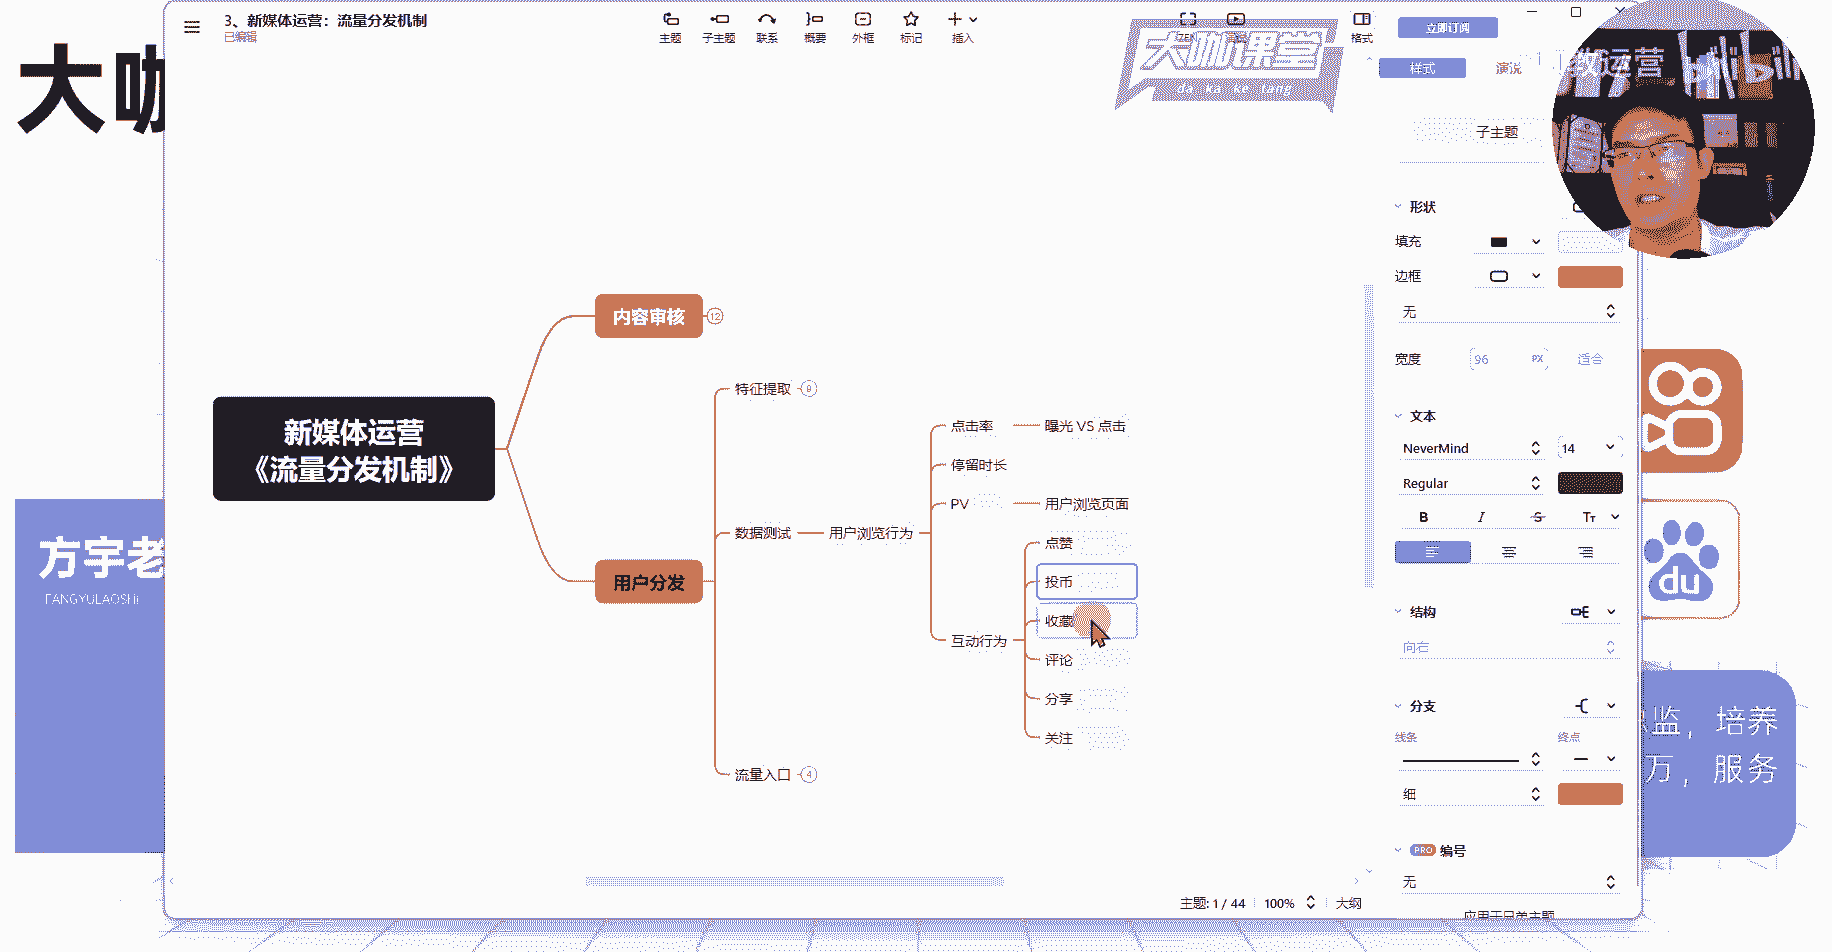 大咖
3、新媒体运营：流量分发机制
已编辑
主题
子主题
联系
概要
外框
标记
插入
ZEN
格式
立即订阅
大咖课堂
da ka ke tang
样式
演说
教运营
bilibili
子主题
形状
填充
边框
无
宽度
96
PX
适合
文本
NeverMind
14
Regular
B
I
S
TT
结构
向右
分支
线条
终点
细
PRO
编号
无
应用于兄弟主题
新媒体运营
《流量分发机制》
内容审核
12
用户分发
特征提取
9
数据测试
用户浏览行为
点击率
曝光 VS 点击
停留时长
PV
用户浏览页面
互动行为
点赞
投币
收藏
评论
分享
关注
流量入口
4
主题: 1 / 44
100%
大纲
方宇老
FANGYULAOSHI
du
监，培养
万，服务